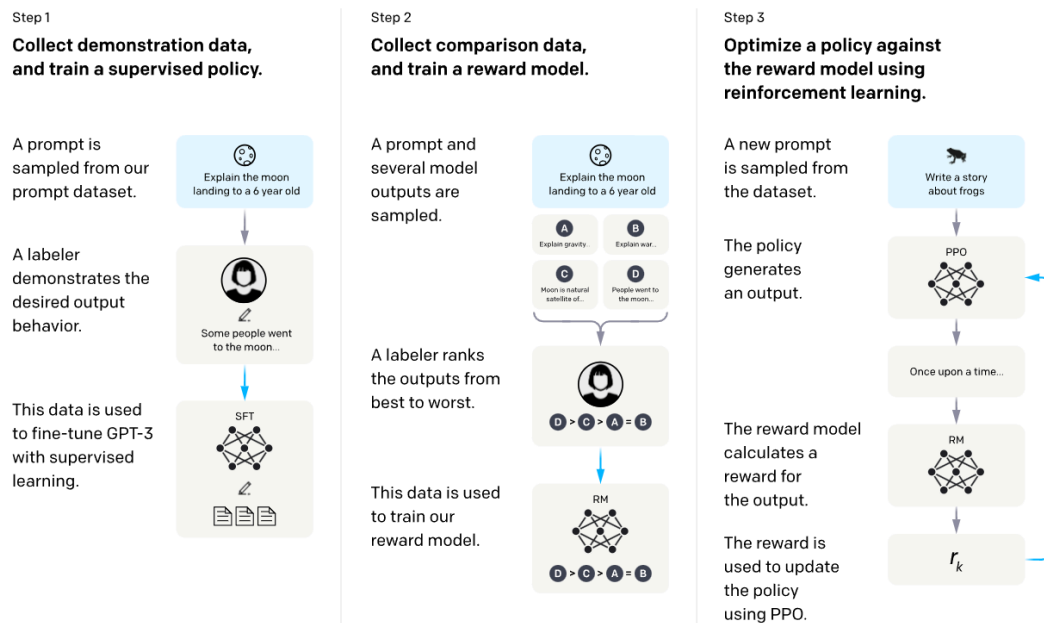 Step 1
Collect demonstration data,
and train a supervised policy.
A prompt is
sampled from our
prompt dataset.
Explain the moon
landing to a 6 year old
A labeler
demonstrates the
desired output
behavior.
Some people went
to the moon...
This data is used
to fine-tune GPT-3
with supervised
learning.
SFT
Step 2
Collect comparison data,
and train a reward model.
A prompt and
several model
outputs are
sampled.
Explain the moon
landing to a 6 year old
A
Explain gravity...
B
Explain war...
C
Moon is natural
satellite of...
D
People went to
the moon...
A labeler ranks
the outputs from
best to worst.
D > C > A = B
This data is used
to train our
reward model.
RM
D > C > A = B
Step 3
Optimize a policy against
the reward model using
reinforcement learning.
A new prompt
is sampled from
the dataset.
Write a story
about frogs
The policy
generates
an output.
PPO
Once upon a time...
The reward model
calculates a
reward for
the output.
RM
The reward is
used to update
the policy
using PPO.
r_k